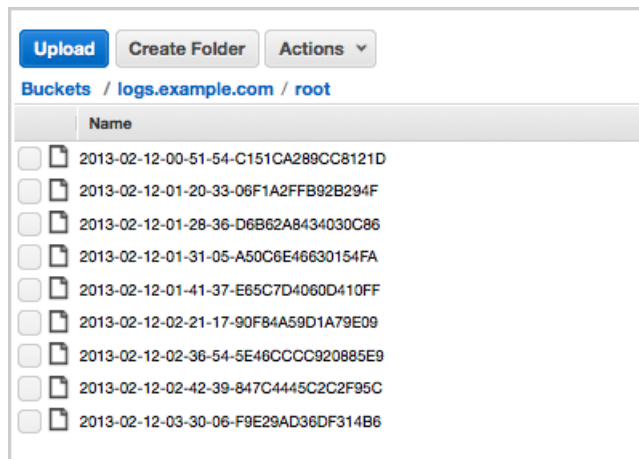 Upload Create Folder Actions
Buckets / logs.example.com / root
Name
2013-02-12-00-51-54-C151CA289CC8121D
2013-02-12-01-20-33-06F1A2FFB92B294F
2013-02-12-01-28-36-D6B62A8434030C86
2013-02-12-01-31-05-A50C6E46630154FA
2013-02-12-01-41-37-E65C7D4060D410FF
2013-02-12-02-21-17-90F84A59D1A79E09
2013-02-12-02-36-54-5E46CCCC920885E9
2013-02-12-02-42-39-847C4445C2C2F95C
2013-02-12-03-30-06-F9E29AD36DF314B6